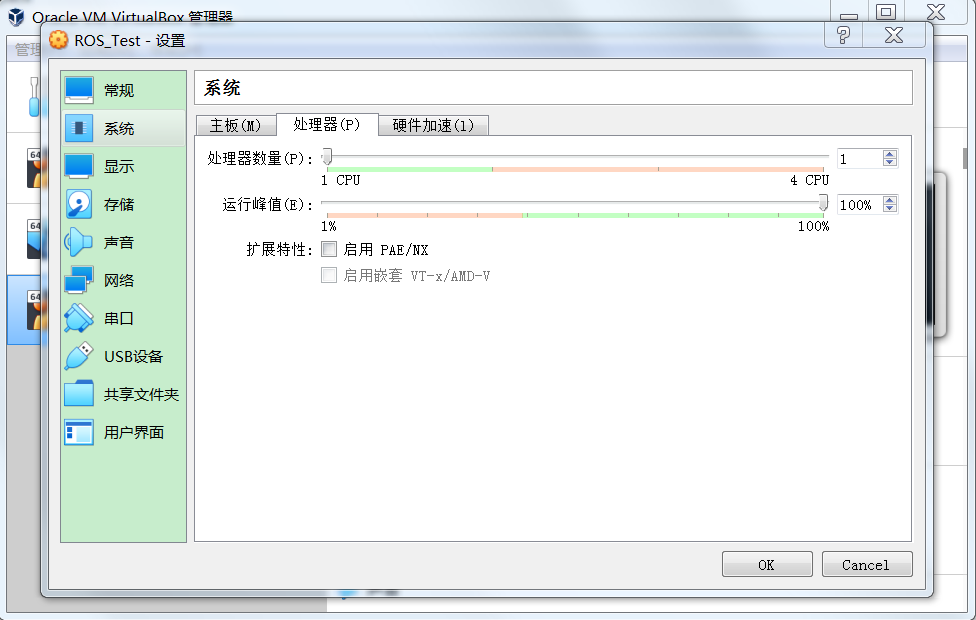 Oracle VM VirtualBox 管理器
管理
ROS_Test - 设置
常规
系统
显示
存储
声音
网络
串口
USB设备
共享文件夹
用户界面
系统
主板(M)
处理器(P)
硬件加速(l)
处理器数量(P):
1
1 CPU
4 CPU
运行峰值(E):
100%
1%
100%
扩展特性:
启用 PAE/NX
启用嵌套 VT-x/AMD-V
OK
Cancel
64
64
64